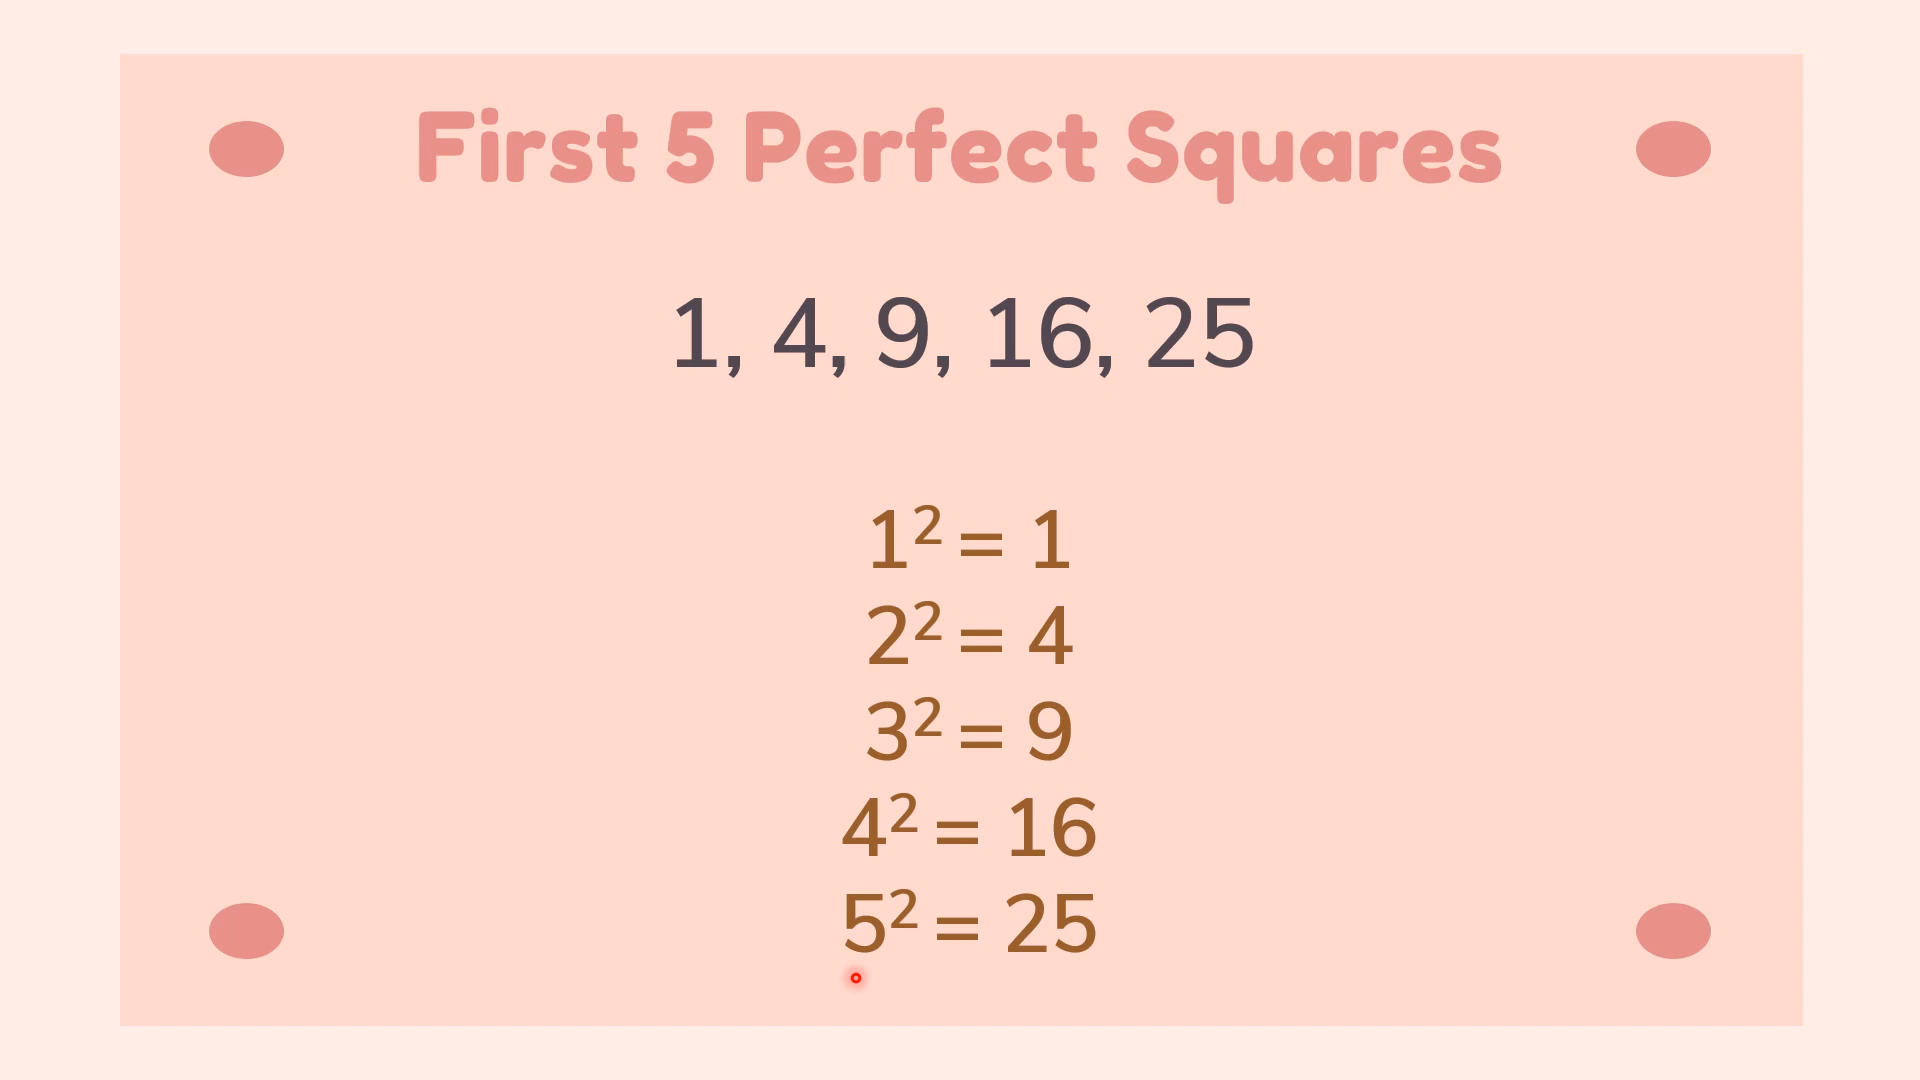 First 5 Perfect Squares
1, 4, 9, 16, 25
1² = 1
2² = 4
3² = 9
4² = 16
5² = 25